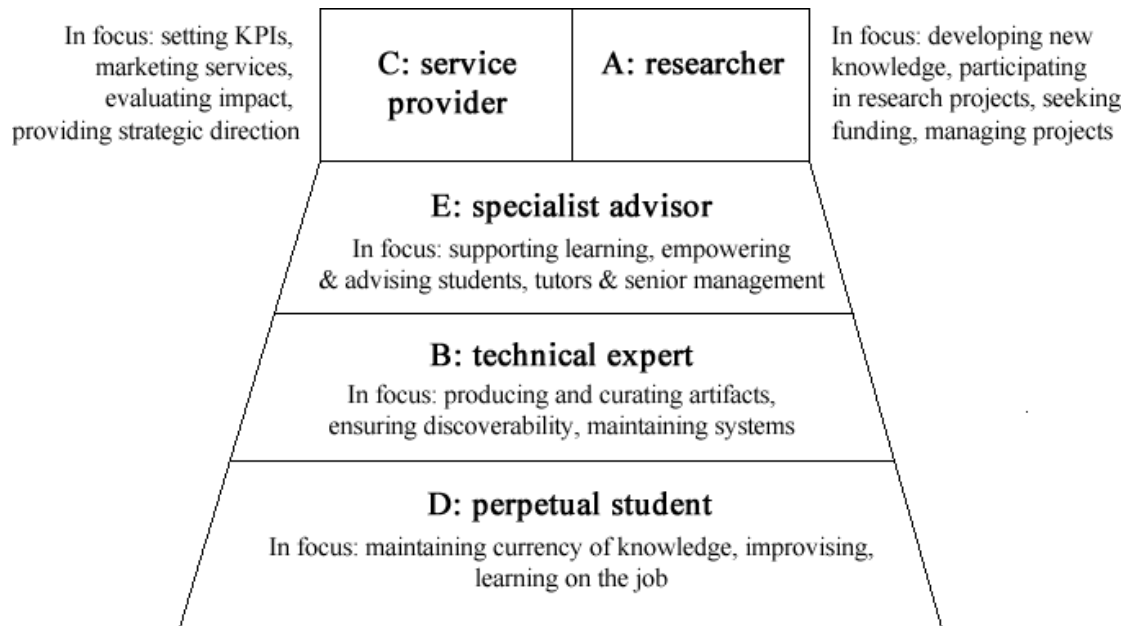 In focus: setting KPIs,
marketing services,
evaluating impact,
providing strategic direction
C: service
provider
A: researcher
In focus: developing new
knowledge, participating
in research projects, seeking
funding, managing projects
E: specialist advisor
In focus: supporting learning, empowering
& advising students, tutors & senior management
B: technical expert
In focus: producing and curating artifacts,
ensuring discoverability, maintaining systems
D: perpetual student
In focus: maintaining currency of knowledge, improvising,
learning on the job